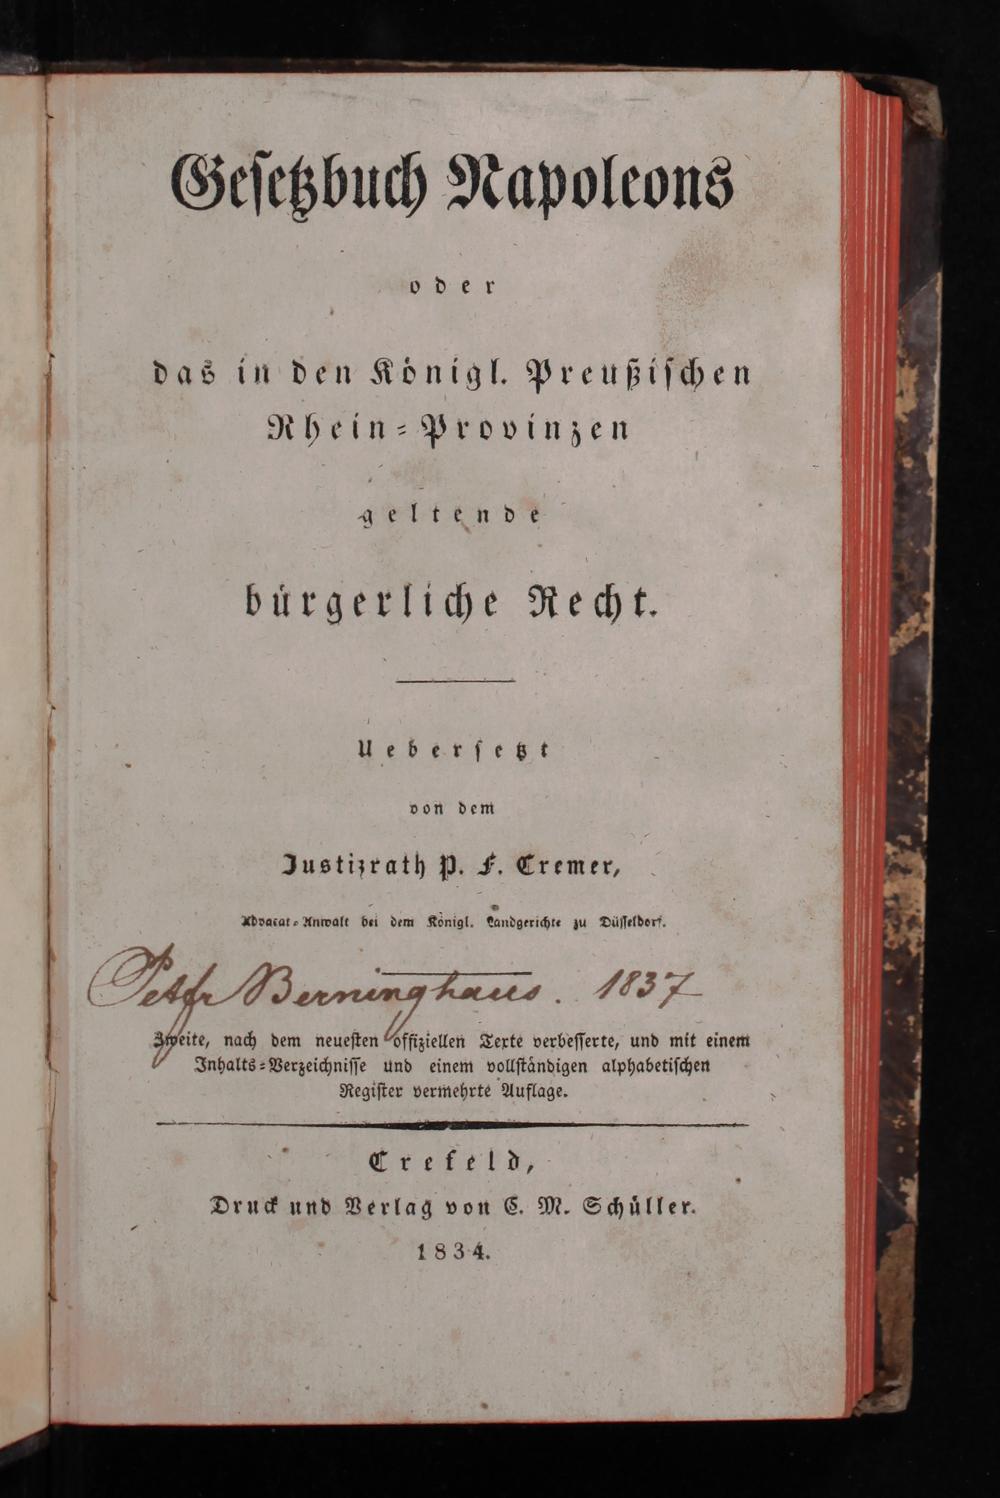 Gesetzbuch Napoleons
oder
das in den Königl. Preußischen
Rhein-Provinzen
geltende
bürgerliche Recht.
Uebersetzt
von dem
Justizrath P. F. Cremer,
Advocat-Anwalt bei dem Königl. Landgerichte zu Düsseldorf.
Berninghaus. 1837
Zweite, nach dem neuesten offiziellen Texte verbesserte, und mit einem
Inhalts-Verzeichnisse und einem vollständigen alphabetischen
Register vermehrte Auflage.
Crefeld,
Druck und Verlag von C. M. Schüller.
1834.